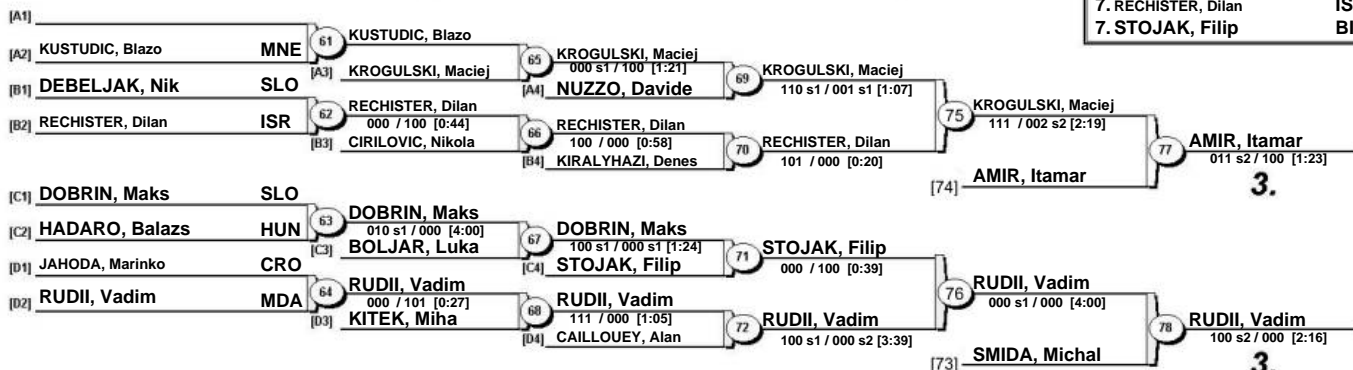 7. RECHISTER, Dilan IS
7. STOJAK, Filip
[A1]
[A2] KUSTUDIC, Blazo MNE
61 KUSTUDIC, Blazo
[A3] KROGULSKI, Maciej
[B1] DEBELJAK, Nik SLO
[B2] RECHISTER, Dilan ISR
62 RECHISTER, Dilan
000 / 100 [0:44]
[B3] CIRILOVIC, Nikola
65 KROGULSKI, Maciej
000 s1 / 100 [1:21]
[A4] NUZZO, Davide
66 RECHISTER, Dilan
100 / 000 [0:58]
[B4] KIRALYHAZI, Denes
69 KROGULSKI, Maciej
110 s1 / 001 s1 [1:07]
70 RECHISTER, Dilan
101 / 000 [0:20]
75 KROGULSKI, Maciej
111 / 002 s2 [2:19]
[74] AMIR, Itamar
77 AMIR, Itamar
011 s2 / 100 [1:23]
3.
[C1] DOBRIN, Maks SLO
[C2] HADARO, Balazs HUN
63 DOBRIN, Maks
010 s1 / 000 [4:00]
[C3] BOLJAR, Luka
[D1] JAHODA, Marinko CRO
[D2] RUDII, Vadim MDA
64 RUDII, Vadim
000 / 101 [0:27]
[D3] KITEK, Miha
67 DOBRIN, Maks
100 s1 / 000 s1 [1:24]
[C4] STOJAK, Filip
68 RUDII, Vadim
111 / 000 [1:05]
[D4] CAILLOUEY, Alan
71 STOJAK, Filip
000 / 100 [0:39]
72 RUDII, Vadim
100 s1 / 000 s2 [3:39]
76 RUDII, Vadim
000 s1 / 000 [4:00]
[73] SMIDA, Michal
78 RUDII, Vadim
100 s2 / 000 [2:16]
3.